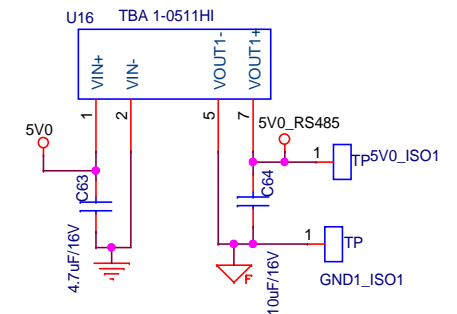 U16 TBA 1-0511HI
VIN+
VIN-
VOUT1-
VOUT1+
1
2
5
7
5V0
5V0_RS485
1
TP
5V0_ISO1
C63
4.7uF/16V
C64
10uF/16V
1
TP
F
GND1_ISO1